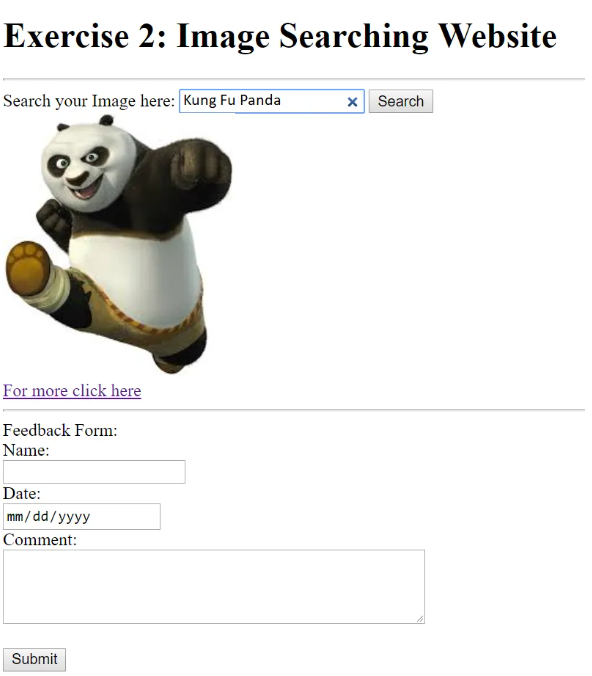 Exercise 2: Image Searching Website
Search your Image here: Kung Fu Panda × Search
For more click here
Feedback Form:
Name:
Date:
mm/dd/yyyy
Comment:
Submit